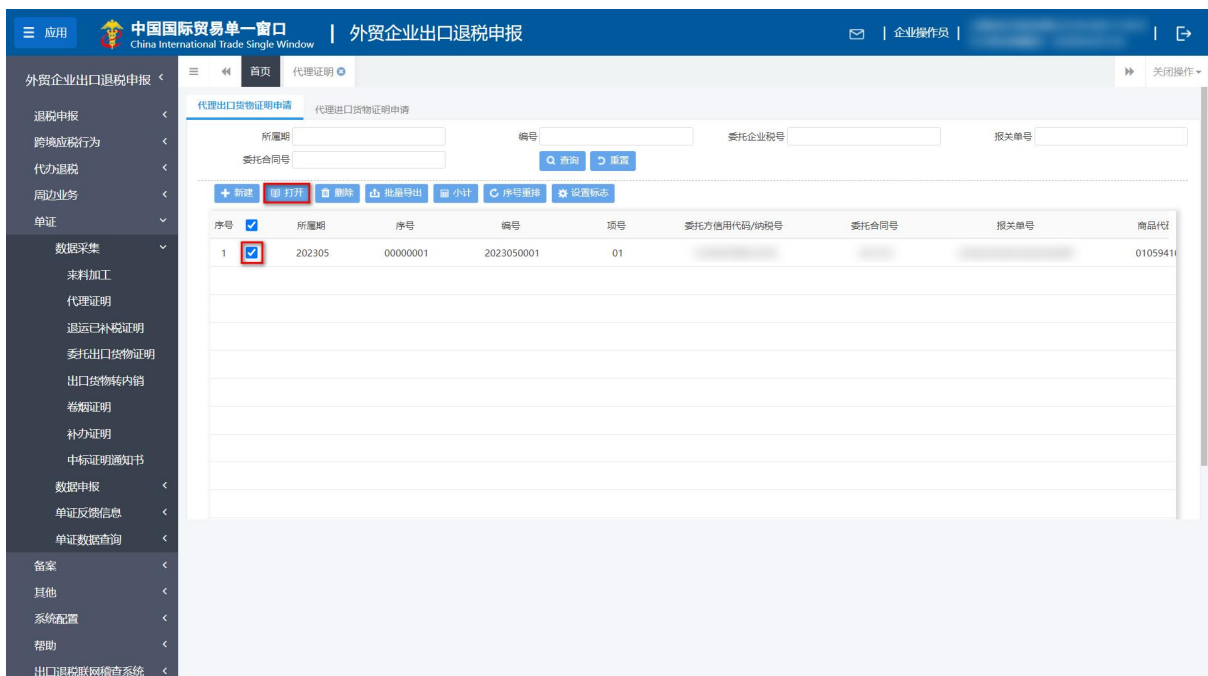 应用
中国国际贸易单一窗口
China International Trade Single Window
外贸企业出口退税申报
企业操作员
外贸企业出口退税申报
首页
代理证明
关闭操作
退税申报
跨境应税行为
代办退税
周边业务
单证
数据采集
来料加工
代理证明
退运已补税证明
委托出口货物证明
出口货物转内销
卷烟证明
补办证明
中标证明通知书
数据申报
单证反馈信息
单证数据查询
备案
其他
系统配置
帮助
出口退税联网稽查系统
代理出口货物证明申请 代理进口货物证明申请
所属期 编号 委托企业税号 报关单号
委托合同号 查询 重置
新建 打开 删除 批量导出 小计 序号重排 设置标志
序号 所属期 序号 编号 项号 委托方信用代码/纳税号 委托合同号 报关单号 商品代
1 202305 00000001 2023050001 01 0105941